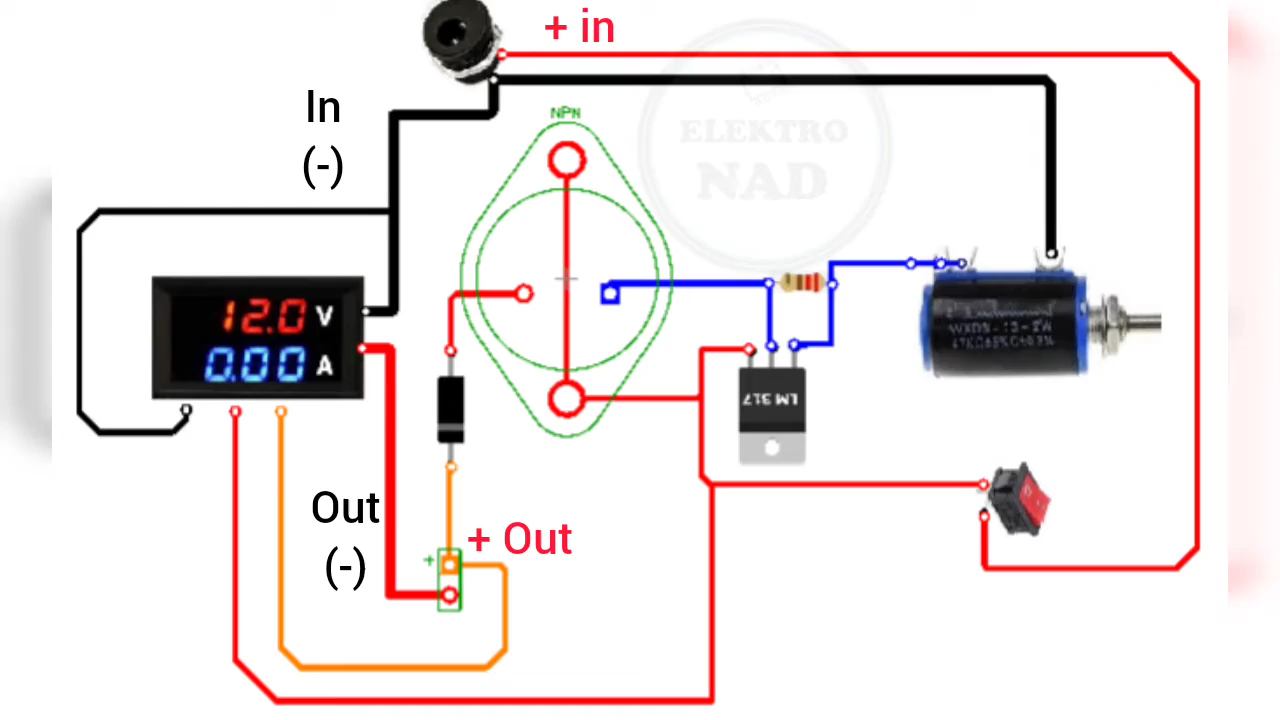 + in
In
(-)
NPN
ELEKTRO
NAD
12.0 V
0.00 A
LM 317
Out
(-)
+ Out
+